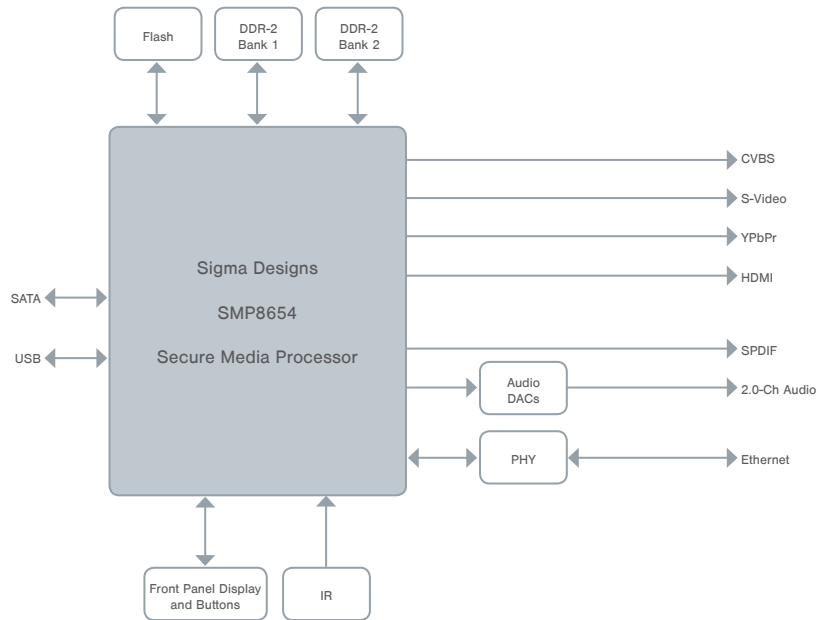 Flash
DDR-2
Bank 1
DDR-2
Bank 2
CVBS
S-Video
YPbPr
HDMI
Sigma Designs
SMP8654
Secure Media Processor
SATA
USB
SPDIF
Audio
DACs
2.0-Ch Audio
PHY
Ethernet
Front Panel Display
and Buttons
IR